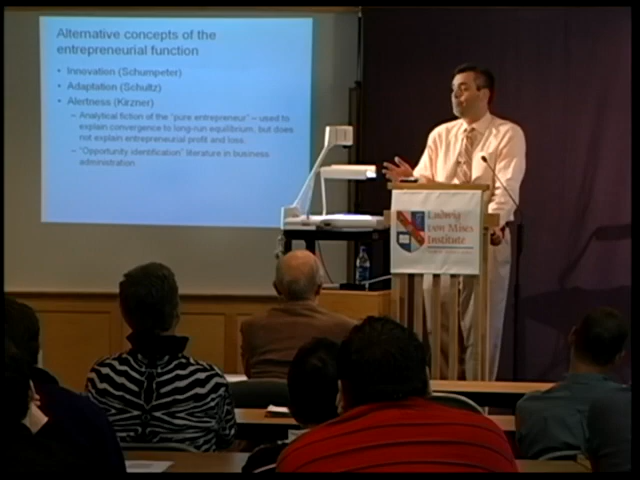 Alternative concepts of the
entrepreneurial function
• Innovation (Schumpeter)
• Adaptation (Schultz)
• Alertness (Kirzner)
– Analytical fiction of the "pure entrepreneur" – used to
explain convergence to long-run equilibrium, but does
not explain entrepreneurial profit and loss.
– "Opportunity identification" literature in business
administration.
Ludwig
von Mises
Institute